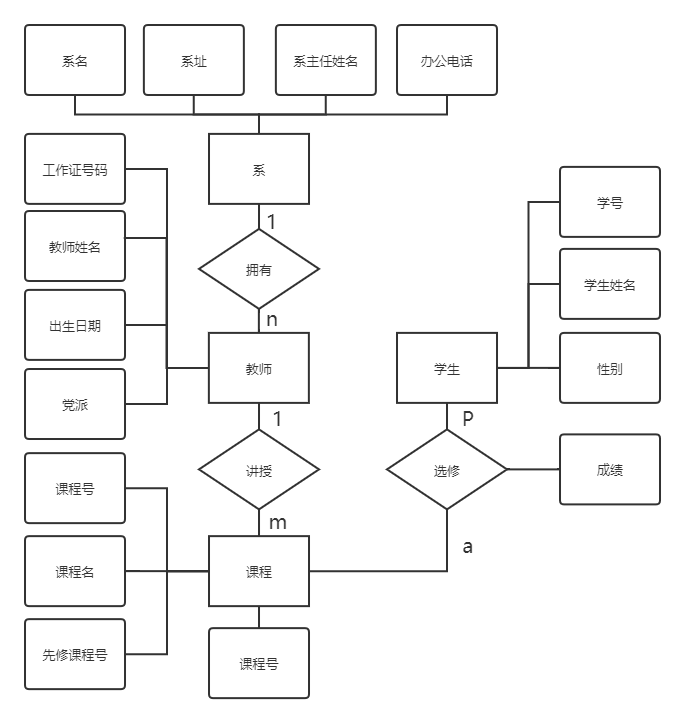 系名
系址
系主任姓名
办公电话
工作证号码
系
学号
1
教师姓名
拥有
学生姓名
n
出生日期
教师
学生
性别
党派
1
P
讲授
选修
成绩
课程号
m
a
课程名
课程
先修课程号
课程号